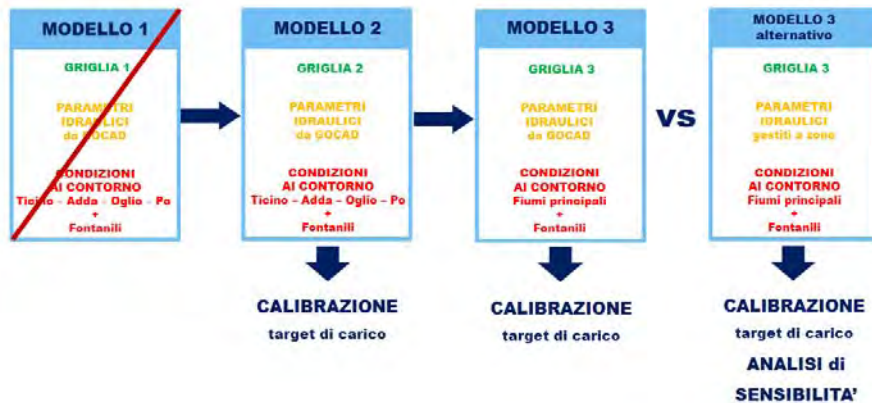 MODELLO 1
GRIGLIA 1
PARAMETRI
IDRAULICI
da GOCAD
CONDIZIONI
AI CONTORNO
Ticino – Adda – Oglio – Po
+
Fontanili
MODELLO 2
GRIGLIA 2
PARAMETRI
IDRAULICI
da GOCAD
CONDIZIONI
AI CONTORNO
Ticino – Adda – Oglio – Po
+
Fontanili
CALIBRAZIONE
target di carico
MODELLO 3
GRIGLIA 3
PARAMETRI
IDRAULICI
da GOCAD
CONDIZIONI
AI CONTORNO
Fiumi principali
+
Fontanili
CALIBRAZIONE
target di carico
VS
MODELLO 3
alternativo
GRIGLIA 3
PARAMETRI
IDRAULICI
gestiti a zone
CONDIZIONI
AI CONTORNO
Fiumi principali
+
Fontanili
CALIBRAZIONE
target di carico
ANALISI di
SENSIBILITA'